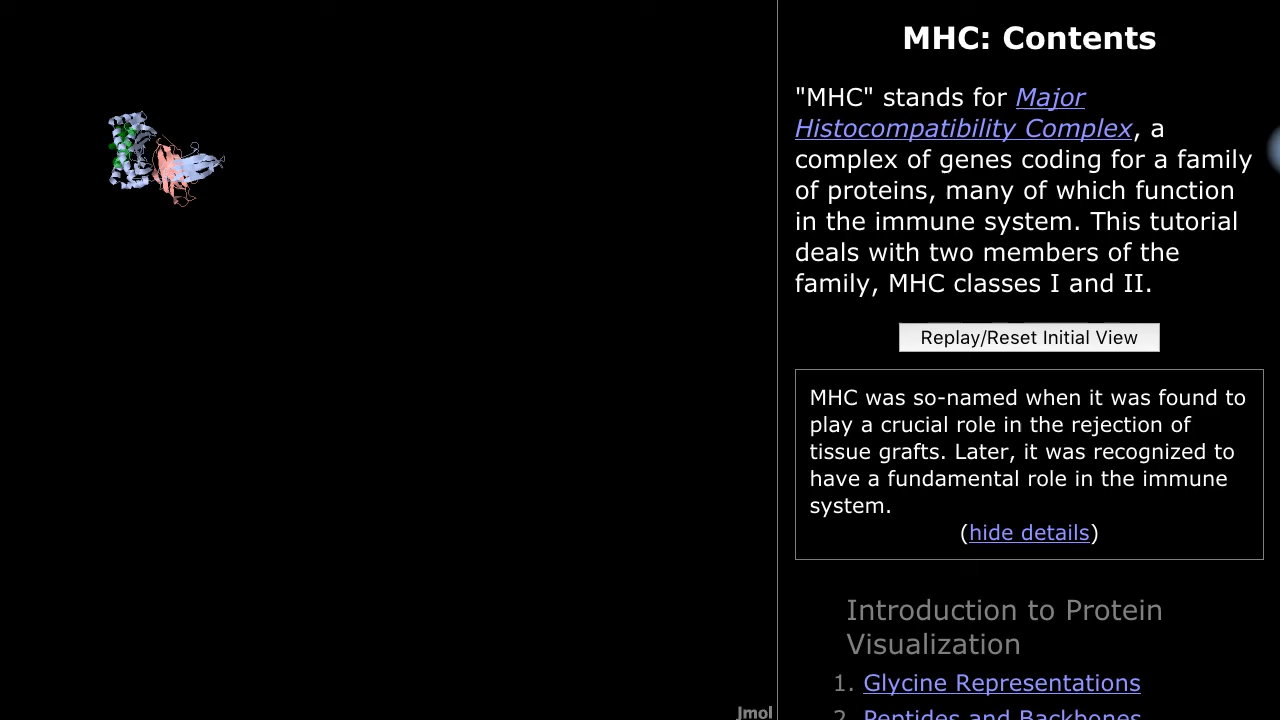 MHC: Contents
"MHC" stands for Major
Histocompatibility Complex, a
complex of genes coding for a family
of proteins, many of which function
in the immune system. This tutorial
deals with two members of the
family, MHC classes I and II.
Replay/Reset Initial View
MHC was so-named when it was found to
play a crucial role in the rejection of
tissue grafts. Later, it was recognized to
have a fundamental role in the immune
system.
(hide details)
Introduction to Protein
Visualization
1. Glycine Representations
2. Peptides and Backbones
Jmol